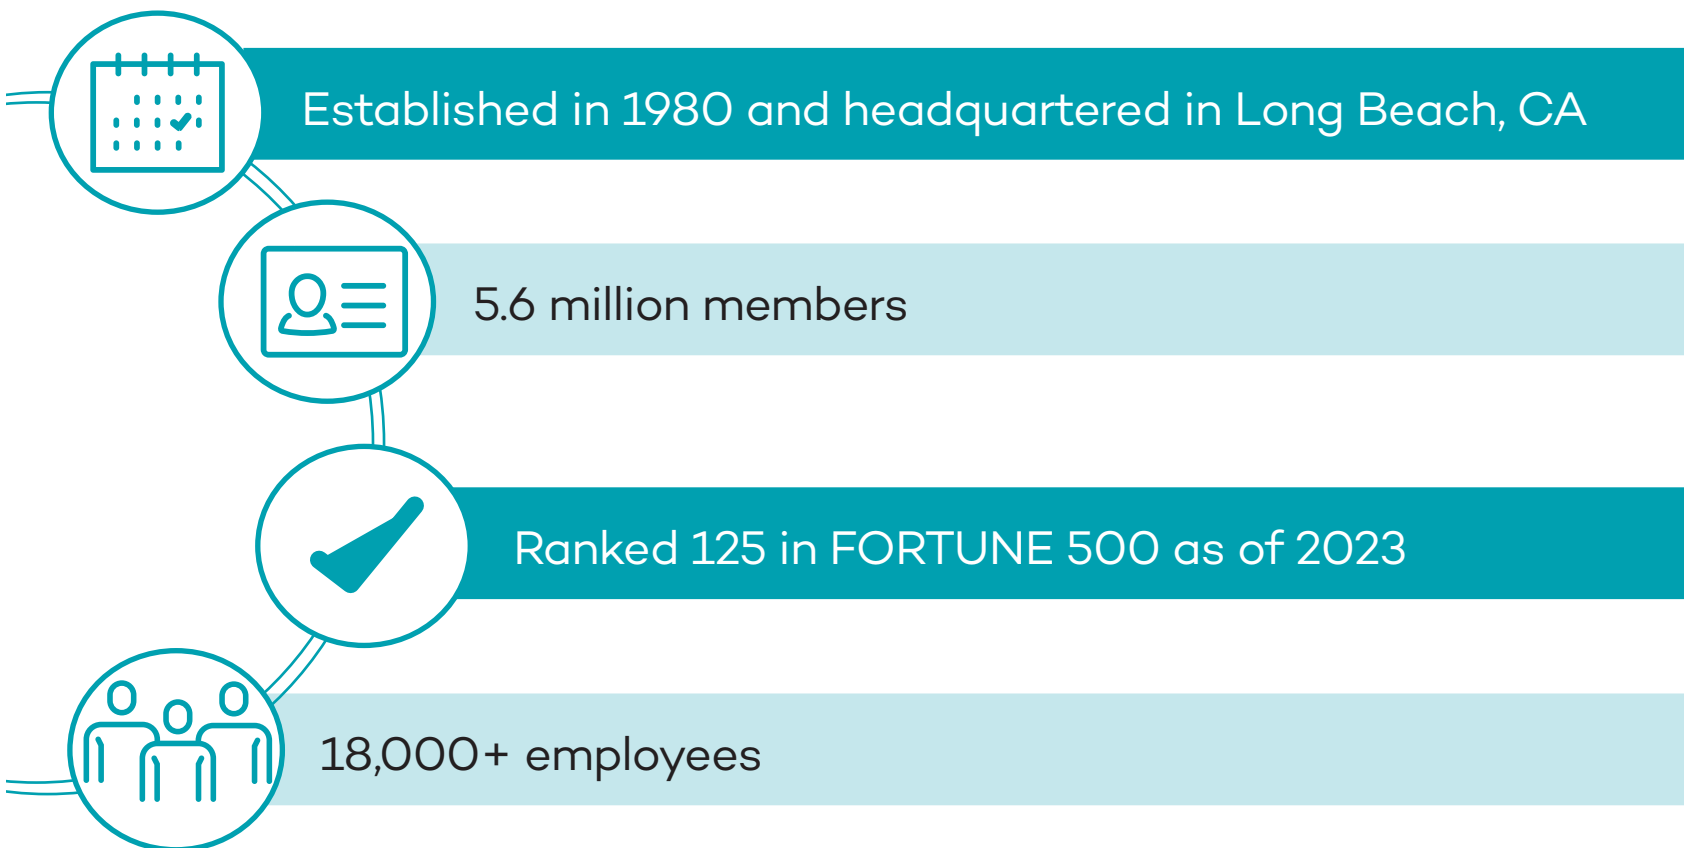 Established in 1980 and headquartered in Long Beach, CA
5.6 million members
Ranked 125 in FORTUNE 500 as of 2023
18,000+ employees